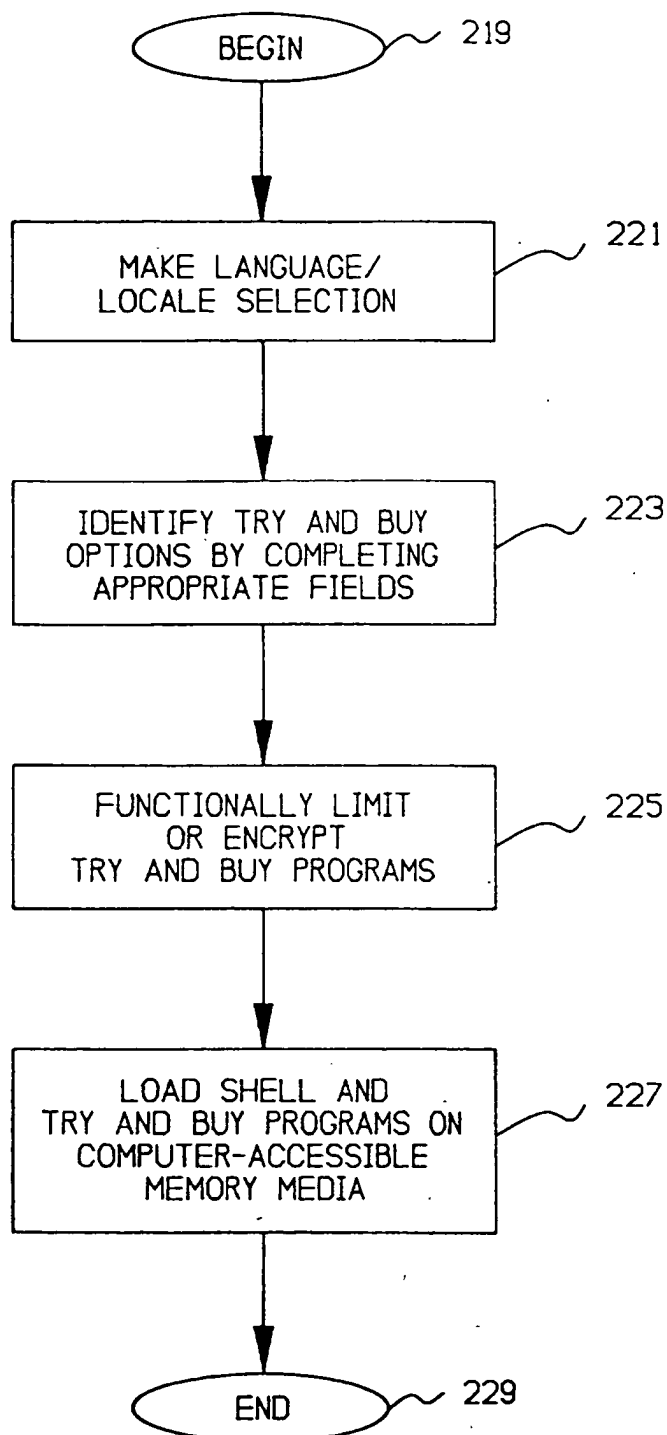 BEGIN
219
MAKE LANGUAGE/
LOCALE SELECTION
221
IDENTIFY TRY AND BUY
OPTIONS BY COMPLETING
APPROPRIATE FIELDS
223
FUNCTIONALLY LIMIT
OR ENCRYPT
TRY AND BUY PROGRAMS
225
LOAD SHELL AND
TRY AND BUY PROGRAMS ON
COMPUTER-ACCESSIBLE
MEMORY MEDIA
227
END
229